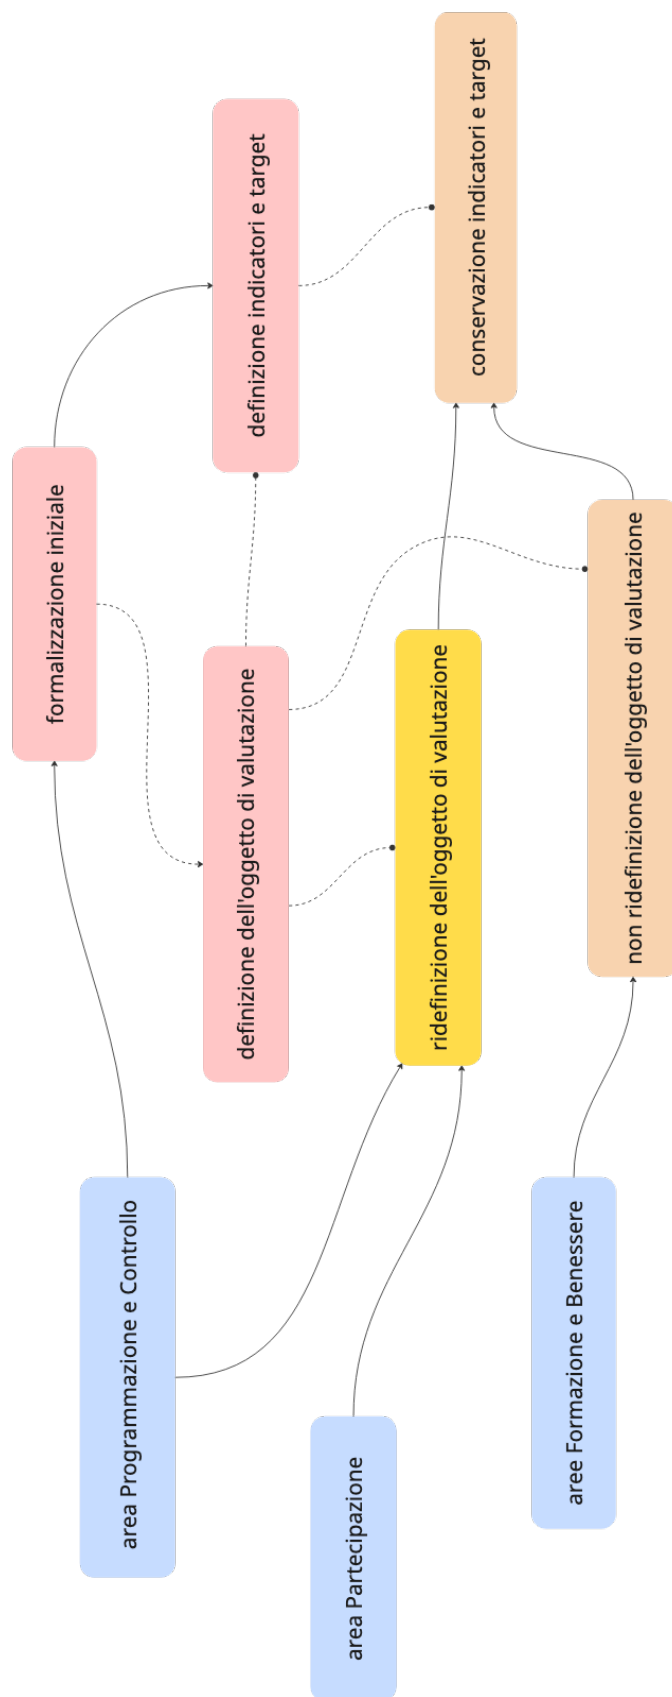 formalizzazione iniziale
definizione indicatori e target
definizione dell'oggetto di valutazione
conservazione indicatori e target
ridefinizione dell'oggetto di valutazione
non ridefinizione dell'oggetto di valutazione
area Programmazione e Controllo
area Partecipazione
aree Formazione e Benessere